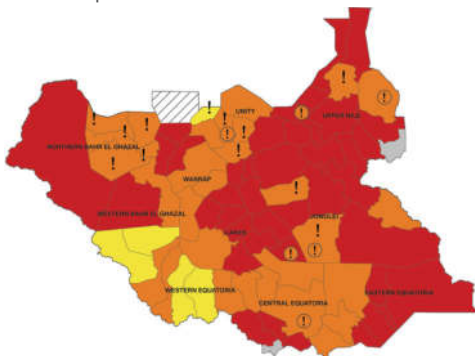 UNITY
UPPER NILE
NORTHERN BAHR EL GHAZAL
WARRAP
WESTERN BAHR EL GHAZAL
JONGLEI
LAKES
WESTERN EQUATORIA
CENTRAL EQUATORIA
EASTERN EQUATORIA